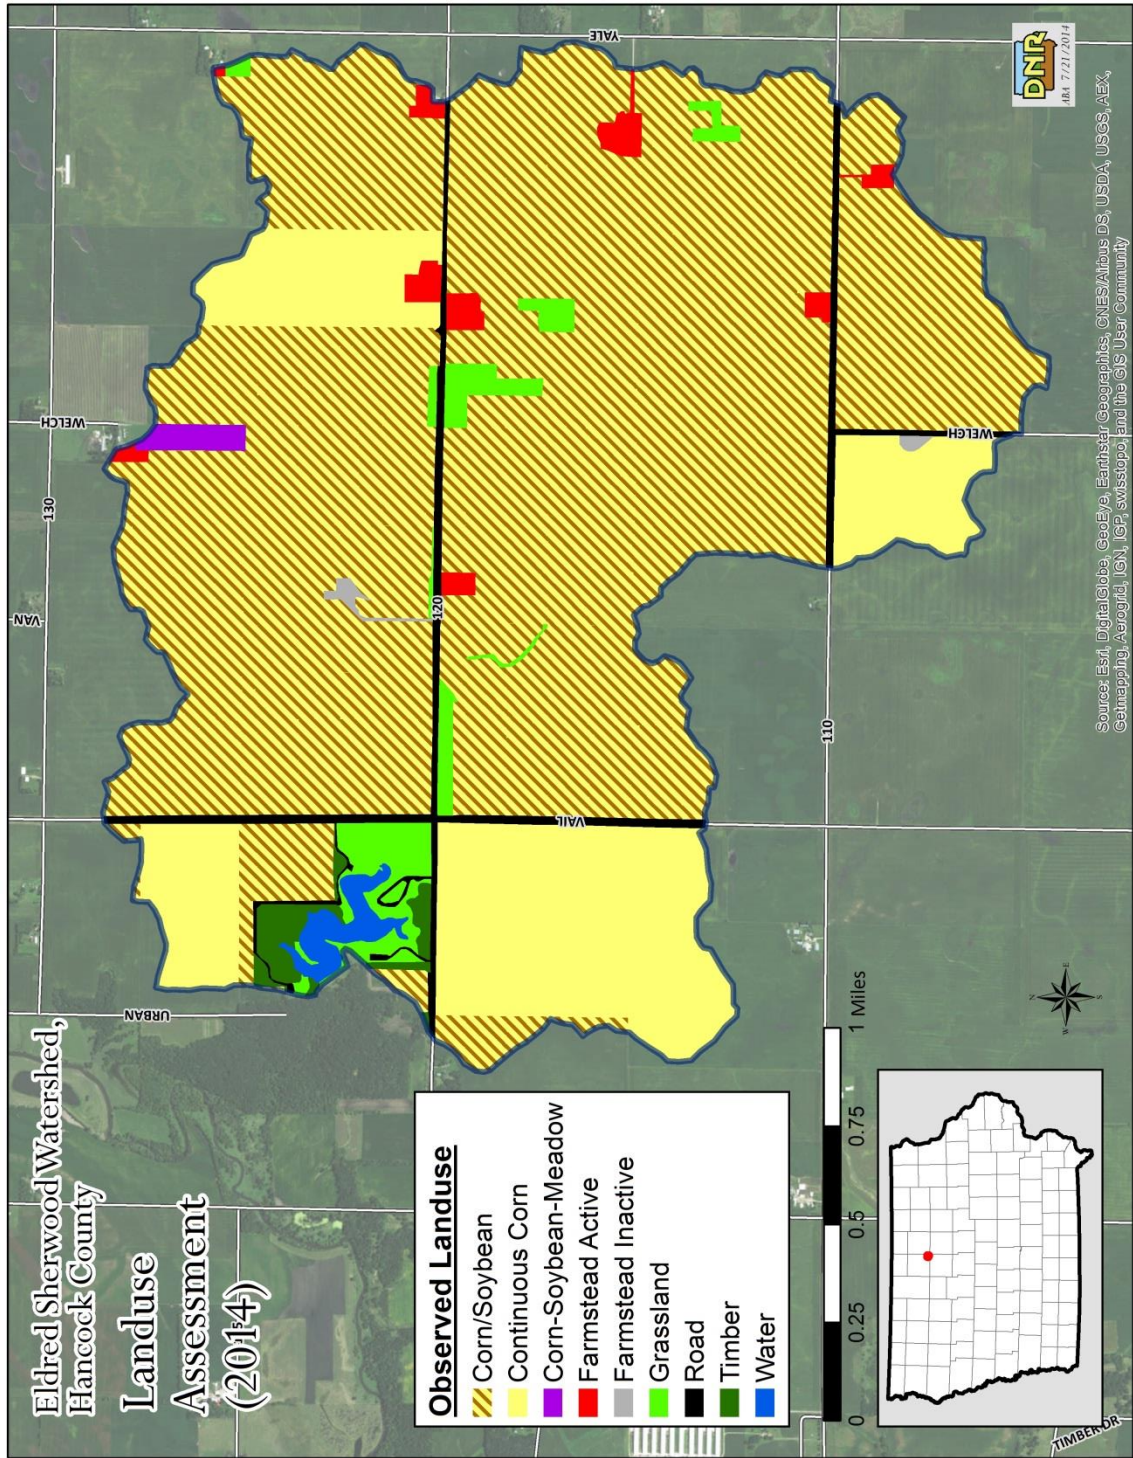 Eldred Sherwood Watershed,
Hancock County
Landuse
Assessment
(2014)
URBAN
VAN
130
WELCH
YALE
120
VAIL
110
WELCH
TIMBER DR
Observed Landuse
Corn/Soybean
Continuous Corn
Corn-Soybean-Meadow
Farmstead Active
Farmstead Inactive
Grassland
Road
Timber
Water
0 0.25 0.5 0.75 1 Miles
N
W E
S
DNR
ABA 7/21/2014
Source: Esri, DigitalGlobe, GeoEye, Earthstar Geographics, CNES/Airbus DS, USDA, USGS, AEX,
Getmapping, Aerogrid, IGN, IGP, swisstopo, and the GIS User Community